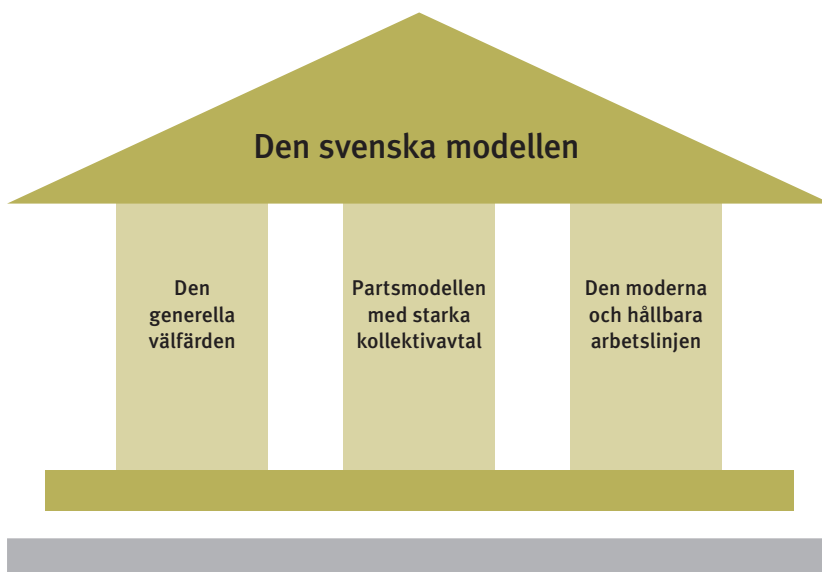 Den svenska modellen
Den
generella
välfärden
Partsmodellen
med starka
kollektivavtal
Den moderna
och hållbara
arbetslinjen